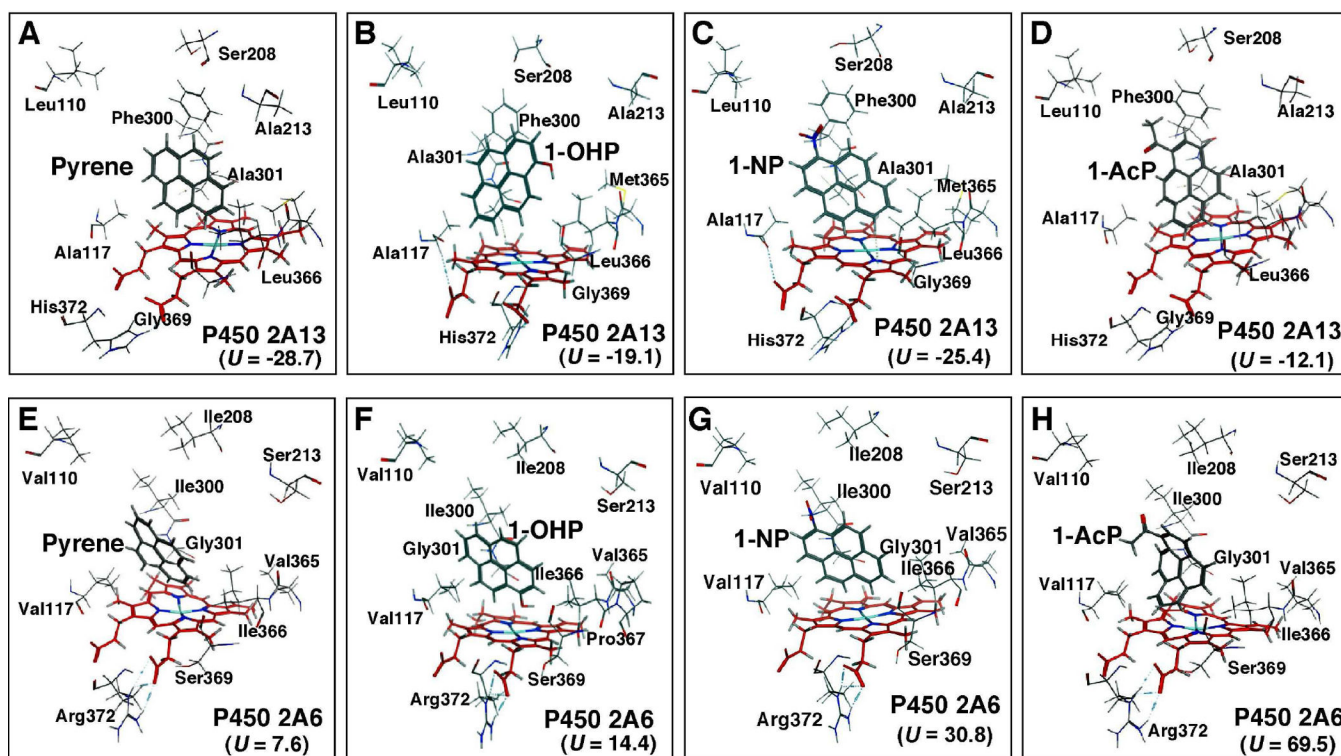 A
Ser208
Leu110
Phe300
Ala213
Pyrene
Ala301
Ala117
Leu366
His372
Gly369
P450 2A13
(U = -28.7)
B
Ser208
Leu110
Ala213
Phe300
Ala301
1-OHP
Met365
Ala117
Leu366
Gly369
His372
P450 2A13
(U = -19.1)
C
Ser208
Leu110
Ala213
Phe300
1-NP
Ala301
Met365
Ala117
Leu366
Gly369
His372
P450 2A13
(U = -25.4)
D
Ser208
Leu110
Phe300
Ala213
1-AcP
Ala301
Ala117
Leu366
Gly369
His372
P450 2A13
(U = -12.1)
E
Ile208
Val110
Ser213
Ile300
Pyrene
Gly301
Val365
Val117
Ile366
Ser369
Arg372
P450 2A6
(U = 7.6)
F
Val110
Ile208
Ser213
Ile300
1-OHP
Gly301
Val365
Ile366
Val117
Pro367
Ser369
Arg372
P450 2A6
(U = 14.4)
G
Ile208
Val110
Ser213
Ile300
1-NP
Val365
Gly301
Ile366
Val117
Ser369
Arg372
P450 2A6
(U = 30.8)
H
Val110
Ile208
Ser213
Ile300
1-AcP
Gly301
Val365
Val117
Ile366
Ser369
Arg372
P450 2A6
(U = 69.5)